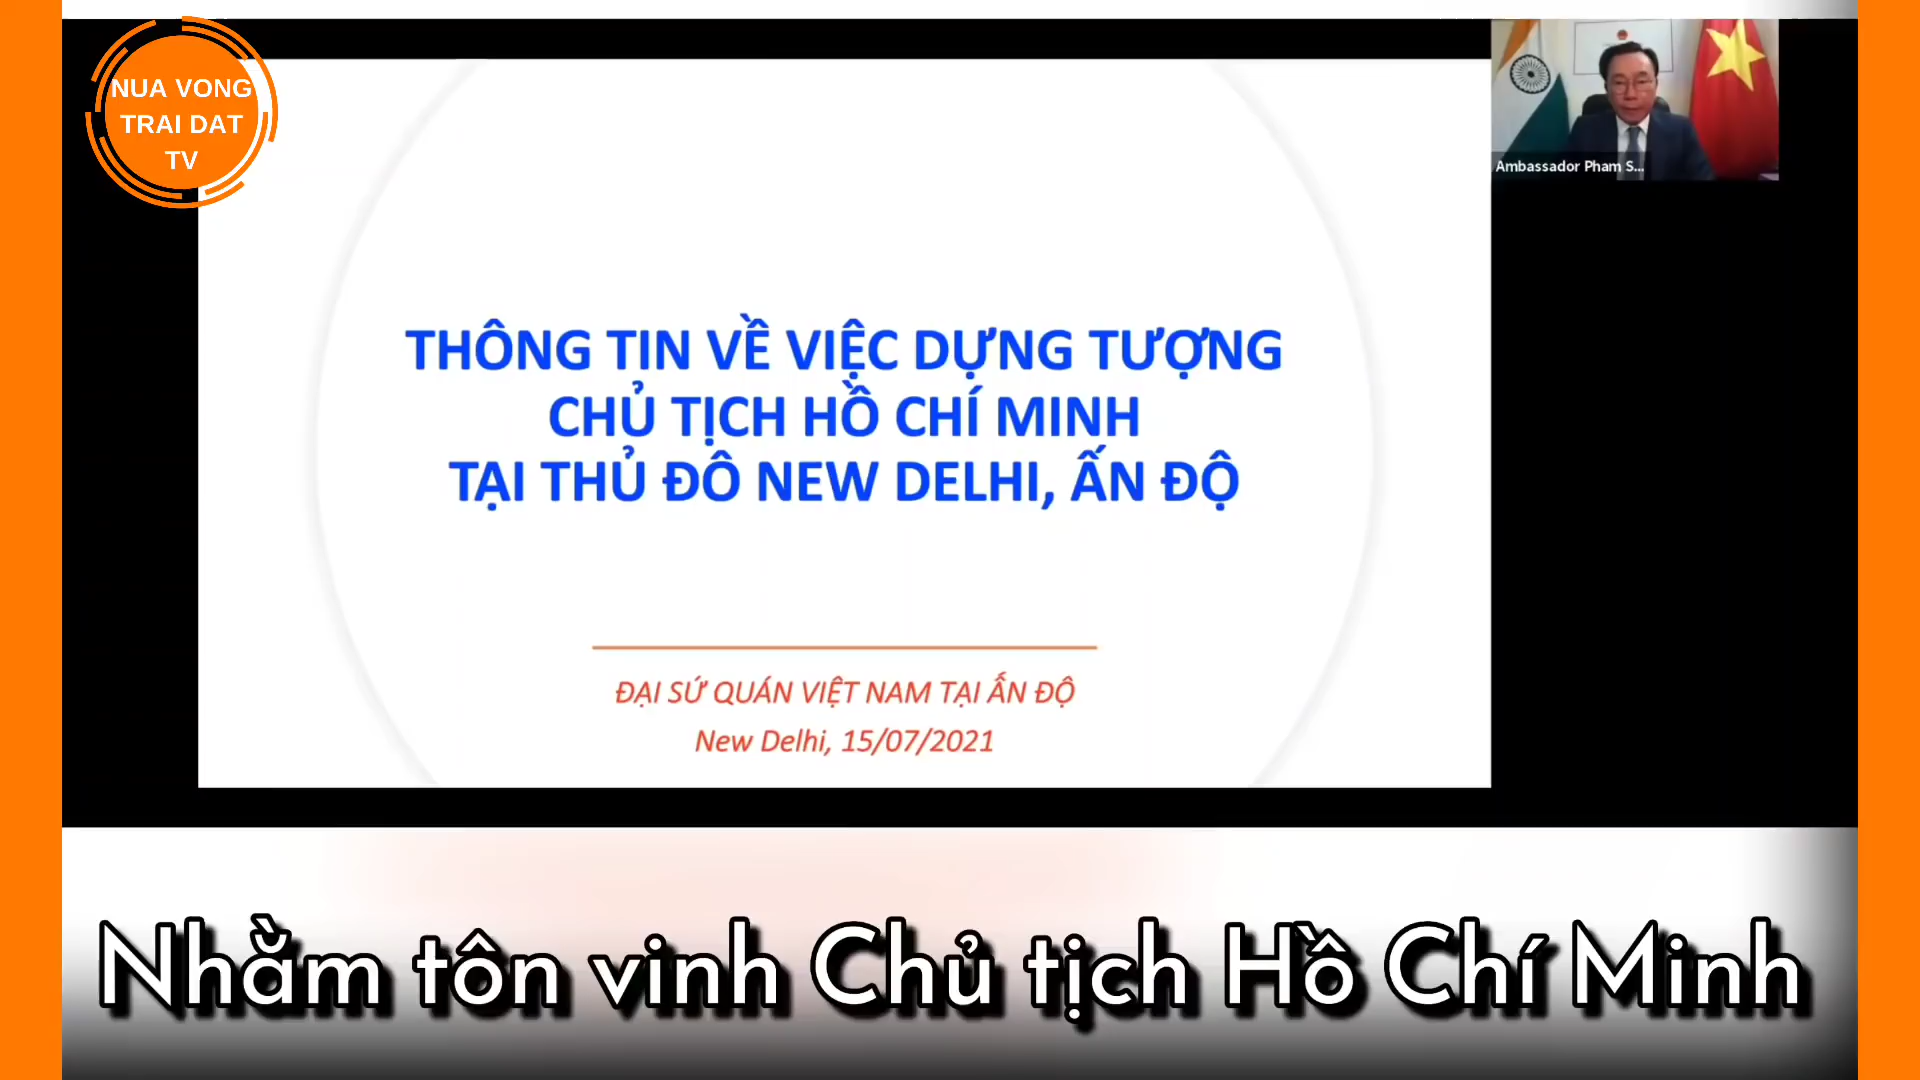 NUA VONG
TRAI DAT
TV
Ambassador Pham S...
THÔNG TIN VỀ VIỆC DỰNG TƯỢNG
CHỦ TỊCH HỒ CHÍ MINH
TẠI THỦ ĐÔ NEW DELHI, ẤN ĐỘ
ĐẠI SỨ QUÁN VIỆT NAM TẠI ẤN ĐỘ
New Delhi, 15/07/2021
Nhằm tôn vinh Chủ tịch Hồ Chí Minh